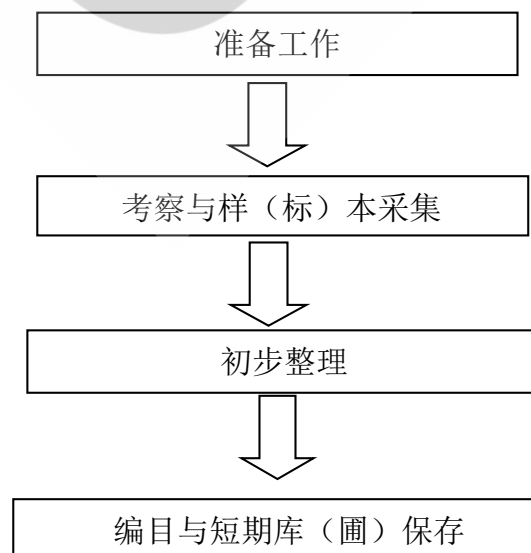 准备工作
考察与样（标）本采集
初步整理
编目与短期库（圃）保存